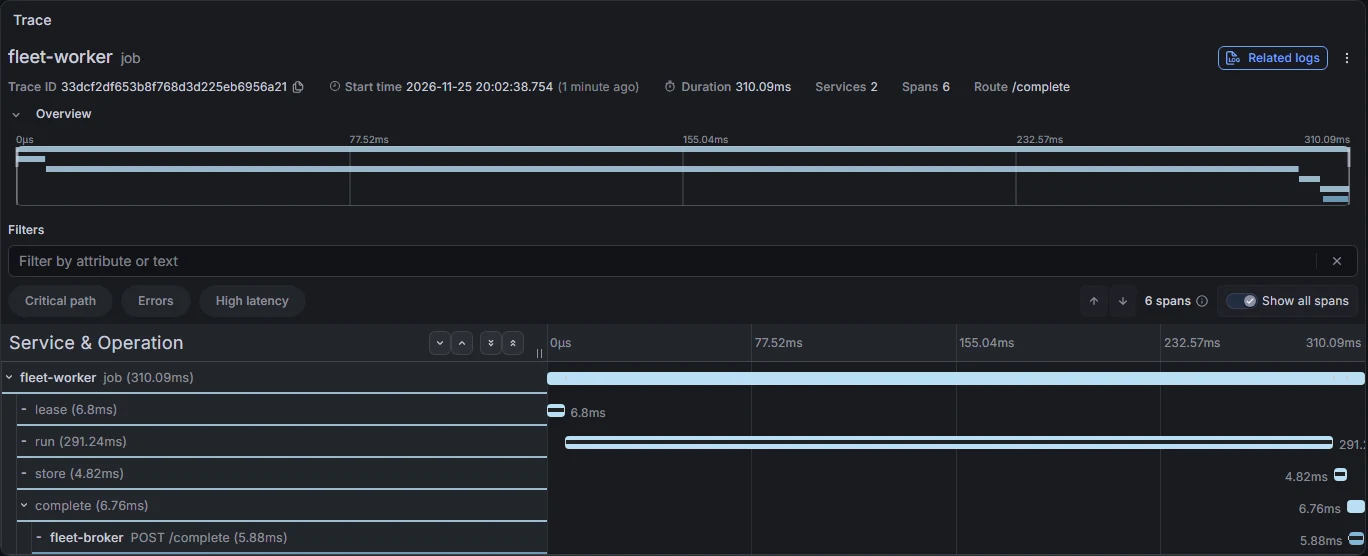 Trace
fleet-worker job
Related logs
Trace ID 33dcf2df653b8f768d3d225eb6956a21 Start time 2026-11-25 20:02:38.754 (1 minute ago) Duration 310.09ms Services 2 Spans 6 Route /complete
Overview
0μs 77.52ms 155.04ms 232.57ms 310.09ms
Filters
Filter by attribute or text
Critical path Errors High latency 6 spans Show all spans
Service & Operation 0μs 77.52ms 155.04ms 232.57ms 310.09ms
fleet-worker job (310.09ms)
lease (6.8ms) 6.8ms
run (291.24ms) 291.2
store (4.82ms) 4.82ms
complete (6.76ms) 6.76ms
fleet-broker POST /complete (5.88ms) 5.88ms